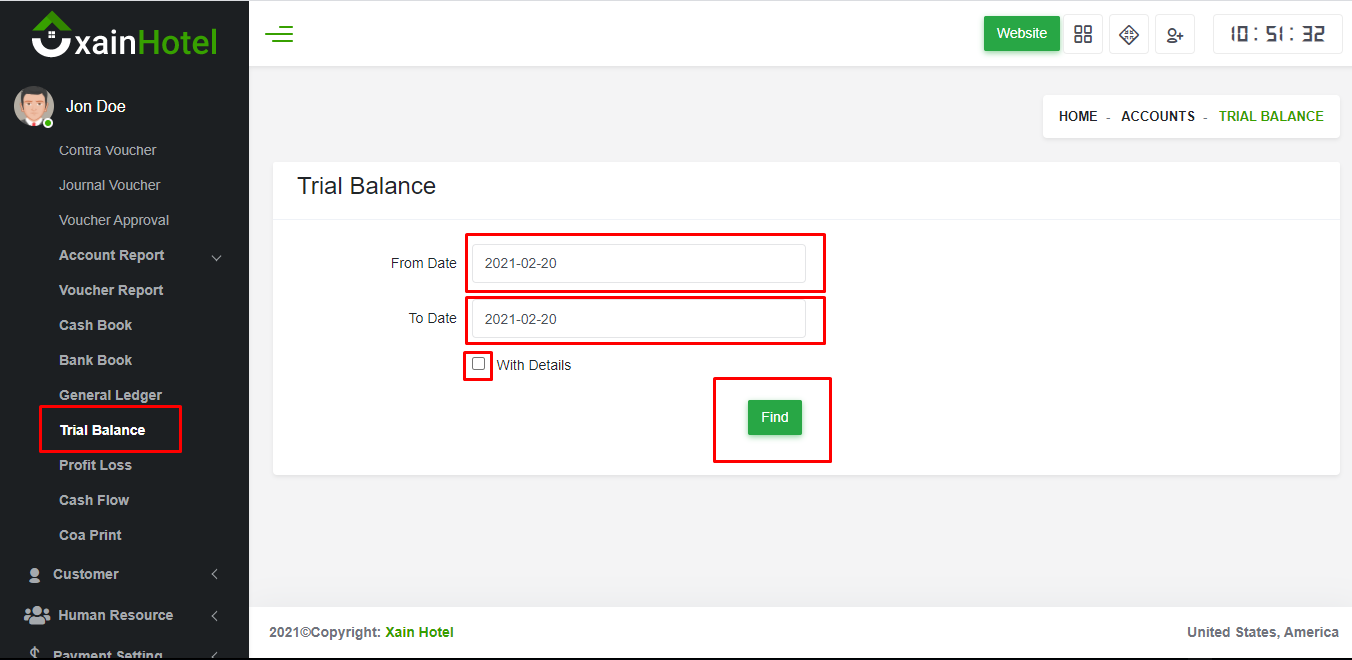 xainHotel
Website
10:51:32
Jon Doe
HOME - ACCOUNTS - TRIAL BALANCE
Contra Voucher
Journal Voucher
Voucher Approval
Account Report
Voucher Report
Cash Book
Bank Book
General Ledger
Trial Balance
Profit Loss
Cash Flow
Coa Print
Customer
Human Resource
Payment Setting
Trial Balance
From Date 2021-02-20
To Date 2021-02-20
With Details
Find
2021©Copyright: Xain Hotel
United States, America